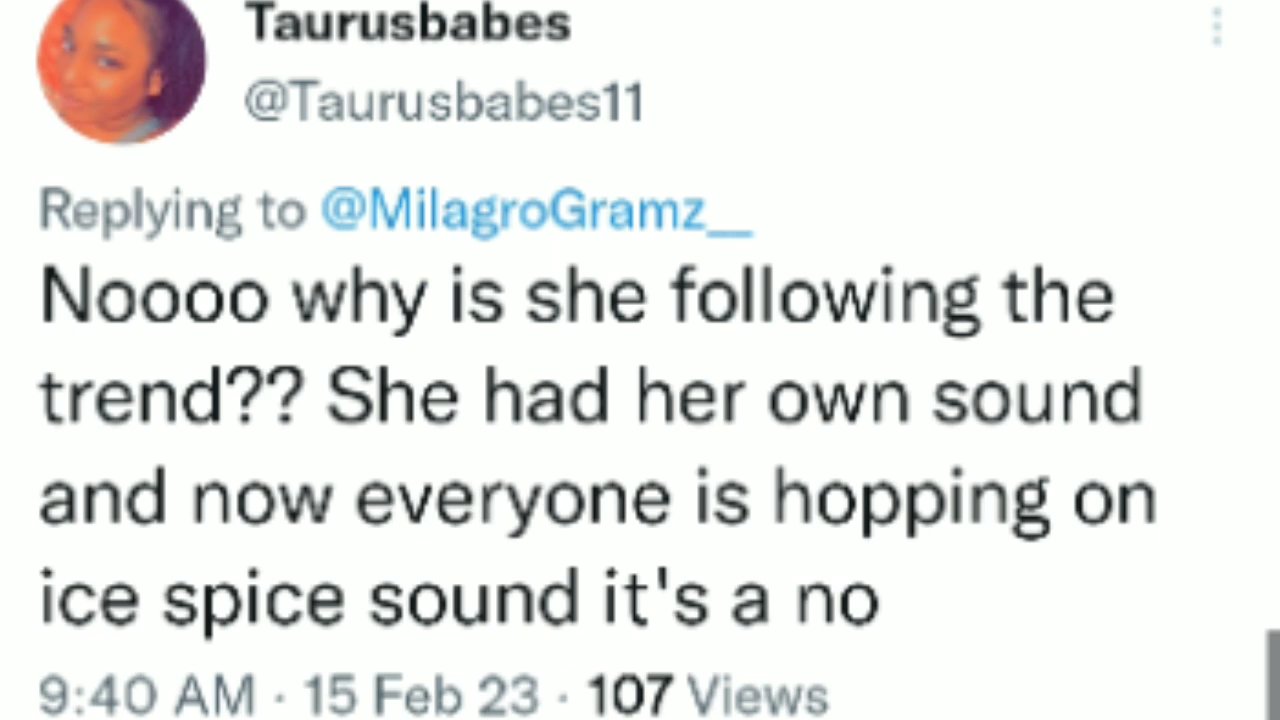 Taurusbabes
@Taurusbabes11
Replying to @MilagroGramz__
Noooo why is she following the
trend?? She had her own sound
and now everyone is hopping on
ice spice sound it's a no
9:40 AM · 15 Feb 23 · 107 Views